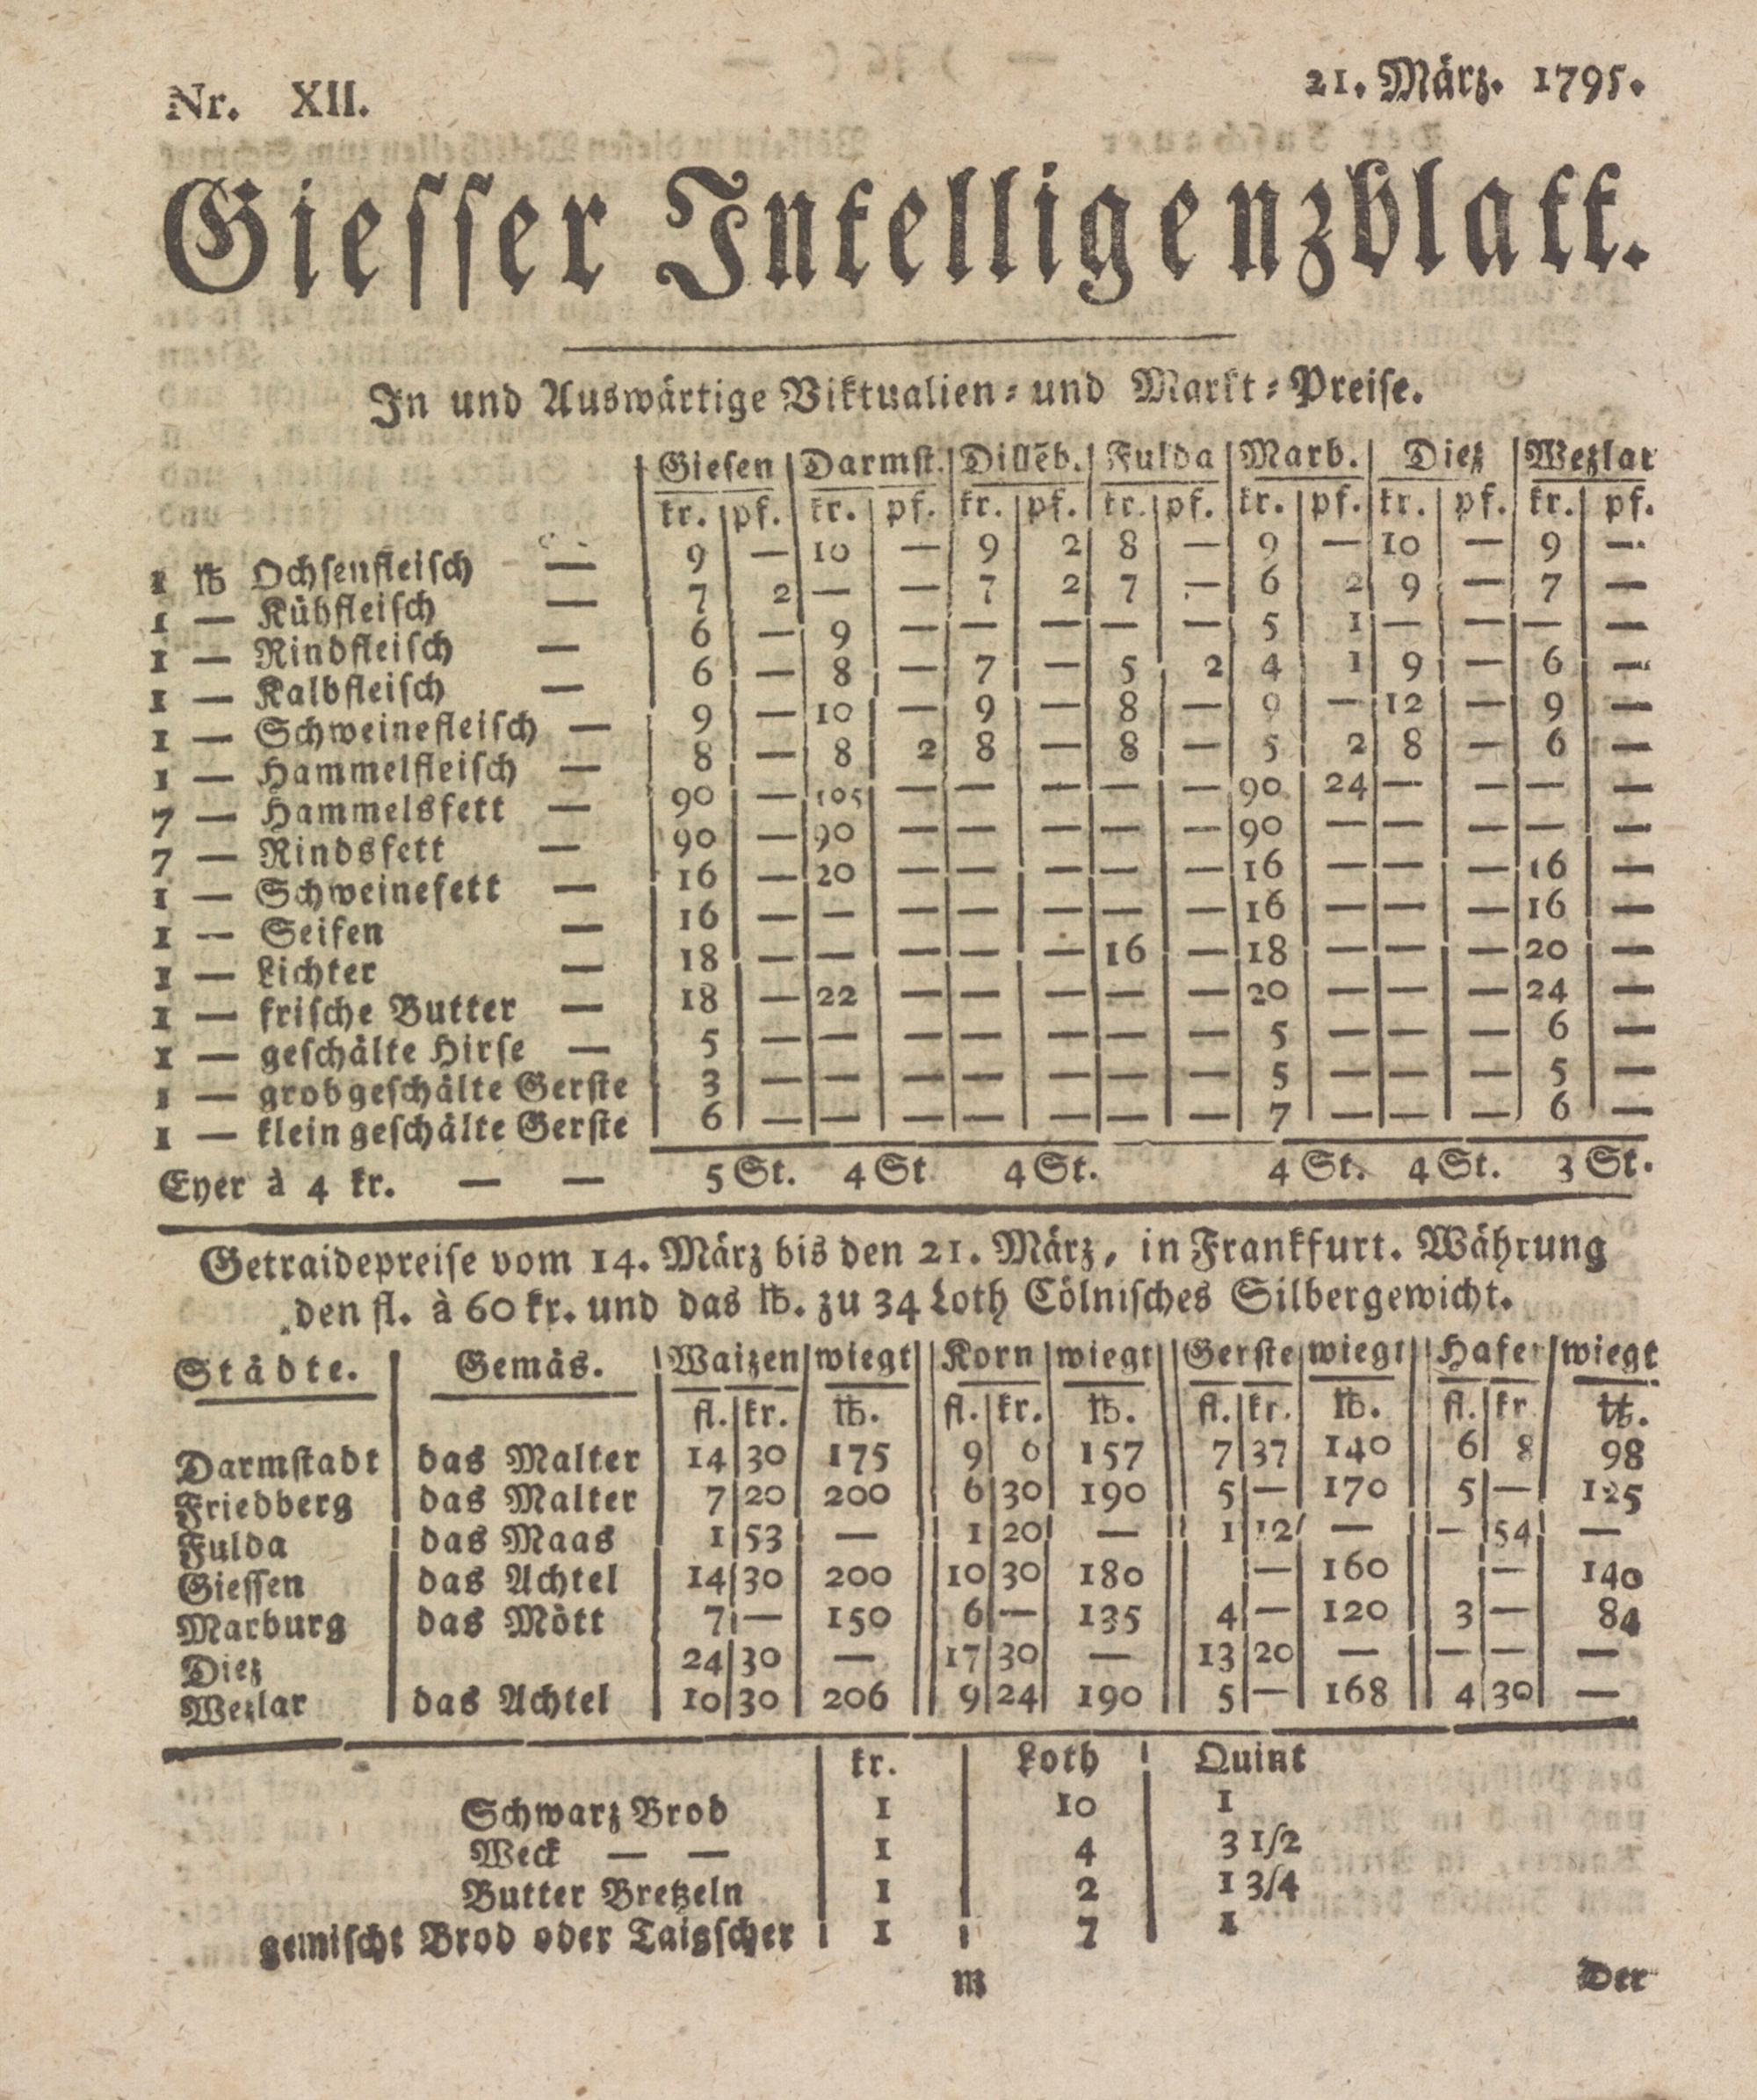 Nr. XII.
21. März. 1795.
Giesser Intelligenzblatt.
In und Auswärtige Viktualien- und Markt-Preise.
Giesen | Darmst. | Dillēb. | Fulda | Marb. | Diez | Wezlar
kr. | pf. | kr. | pf. | kr. | pf. | kr. | pf. | kr. | pf. | kr. | pf. | kr. | pf.
1 ℔ Ochsenfleisch — 9 | — | 10 | — | 9 | 2 | 8 | — | 9 | — | 10 | — | 9 | —
1 — Kühfleisch — 7 | 2 | — | — | 7 | 2 | 7 | — | 6 | 2 | 9 | — | 7 | —
1 — Rindfleisch — 6 | — | 9 | — | — | — | — | — | 5 | 1 | — | — | — | —
1 — Kalbfleisch — 6 | — | 8 | — | 7 | — | 5 | 2 | 4 | 1 | 9 | — | 6 | —
1 — Schweinefleisch — 9 | — | 10 | — | 9 | — | 8 | — | 9 | — | 12 | — | 9 | —
1 — Hammelfleisch — 8 | — | 8 | 2 | 8 | — | 8 | — | 5 | 2 | 8 | — | 6 | —
7 — Hammelsfett — 90 | — | 105 | — | — | — | — | — | 90 | 24 | — | — | — | —
7 — Rindsfett — 90 | — | 90 | — | — | — | — | — | 90 | — | — | — | — | —
1 — Schweinefett — 16 | — | 20 | — | — | — | — | — | 16 | — | — | — | 16 | —
1 — Seifen — 16 | — | — | — | — | — | — | — | 16 | — | — | — | 16 | —
1 — Lichter — 18 | — | — | — | — | — | 16 | — | 18 | — | — | — | 20 | —
1 — frische Butter — 18 | — | 22 | — | — | — | — | — | 20 | — | — | — | 24 | —
1 — geschälte Hirse — 5 | — | — | — | — | — | — | — | 5 | — | — | — | 6 | —
1 — grob geschälte Gerste 3 | — | — | — | — | — | — | — | 5 | — | — | — | 5 | —
1 — klein geschälte Gerste 6 | — | — | — | — | — | — | — | 7 | — | — | — | 6 | —
Eyer à 4 kr. — — 5 St. 4 St 4 St. 4 St. 4 St. 3 St.
Getraidepreise vom 14. März bis den 21. März, in Frankfurt. Währung
den fl. à 60 kr. und das ℔. zu 34 Loth Cölnisches Silbergewicht.
Städte. | Gemäs. | Waizen | wiegt || Korn | wiegt || Gerste | wiegt || Hafer | wiegt
fl. | kr. | ℔. || fl. | kr. | ℔. || fl. | kr. | ℔. || fl. | kr | ℔.
Darmstadt | das Malter | 14 | 30 | 175 || 9 | 6 | 157 || 7 | 37 | 140 || 6 | 8 | 98
Friedberg | das Malter | 7 | 20 | 200 || 6 | 30 | 190 || 5 | — | 170 || 5 | — | 125
Fulda | das Maas | 1 | 53 | — || 1 | 20 | — || 1 | 12 | — || — | 54 | —
Giessen | das Achtel | 14 | 30 | 200 || 10 | 30 | 180 || | — | 160 || | — | 140
Marburg | das Mött | 7 | — | 150 || 6 | — | 135 || 4 | — | 120 || 3 | — | 84
Diez | | 24 | 30 | — || 17 | 30 | — || 13 | 20 | — || — | — | —
Wezlar | das Achtel | 10 | 30 | 206 || 9 | 24 | 190 || 5 | — | 168 || 4 | 30 | —
kr. | Loth | Quint
Schwarz Brod | 1 | 10 | 1
Weck — — | 1 | 4 | 3 1/2
Butter Bretzeln | 1 | 2 | 1 3/4
gemischt Brod oder Taigscher | 1 | 7 | 1
M
Der